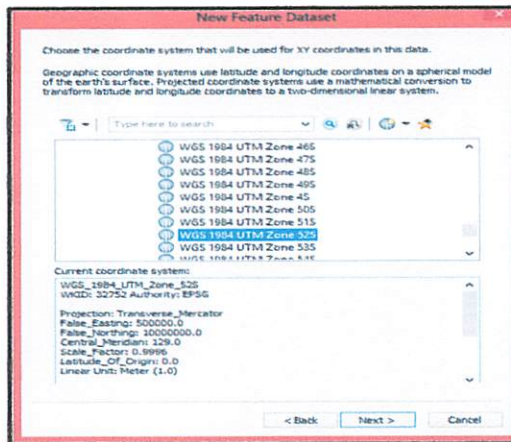 New Feature Dataset
Choose the coordinate system that will be used for XY coordinates in this data.
Geographic coordinate systems use latitude and longitude coordinates on a spherical model
of the earth's surface. Projected coordinate systems use a mathematical conversion to
transform latitude and longitude coordinates to a two-dimensional linear system.
Type here to search
WGS 1984 UTM Zone 46S
WGS 1984 UTM Zone 47S
WGS 1984 UTM Zone 48S
WGS 1984 UTM Zone 49S
WGS 1984 UTM Zone 4S
WGS 1984 UTM Zone 50S
WGS 1984 UTM Zone 51S
WGS 1984 UTM Zone 52S
WGS 1984 UTM Zone 53S
WGS 1984 UTM Zone 54S
Current coordinate system:
WGS_1984_UTM_Zone_52S
WKID: 32752 Authority: EPSG
Projection: Transverse_Mercator
False_Easting: 500000.0
False_Northing: 10000000.0
Central_Meridian: 129.0
Scale_Factor: 0.9996
Latitude_Of_Origin: 0.0
Linear Unit: Meter (1.0)
< Back Next > Cancel